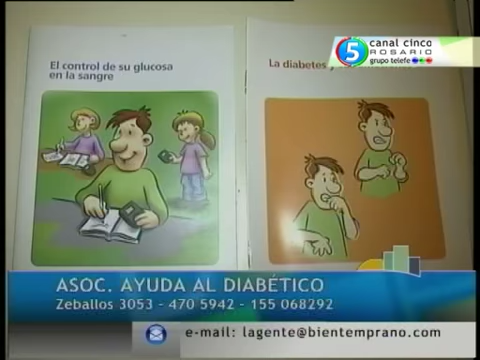 El control de su glucosa
en la sangre
La diabetes y
5 canal cinco
ROSARIO
grupo telefe
ASOC. AYUDA AL DIABÉTICO
Zeballos 3053 - 470 5942 - 155 068292
e-mail: lagente@bientemprano.com